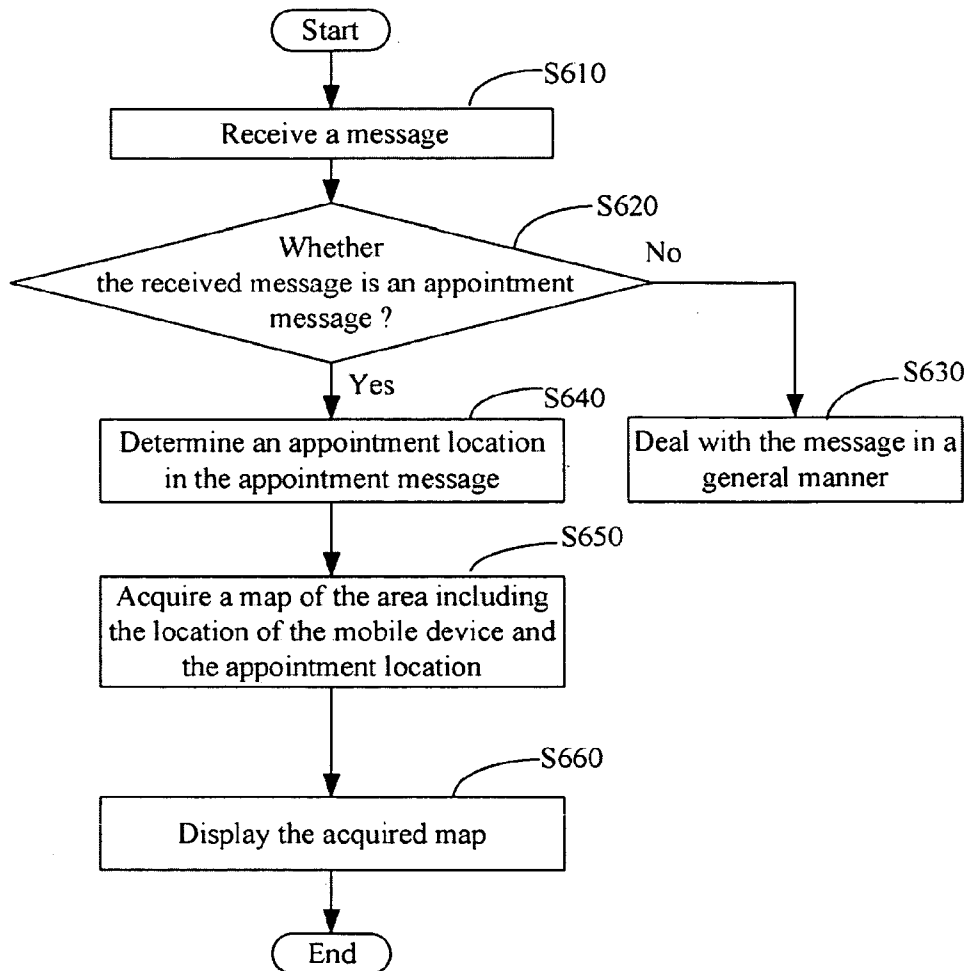 Start
S610
Receive a message
S620
Whether
the received message is an appointment
message ?
No
Yes
S630
Deal with the message in a
general manner
S640
Determine an appointment location
in the appointment message
S650
Acquire a map of the area including
the location of the mobile device and
the appointment location
S660
Display the acquired map
End